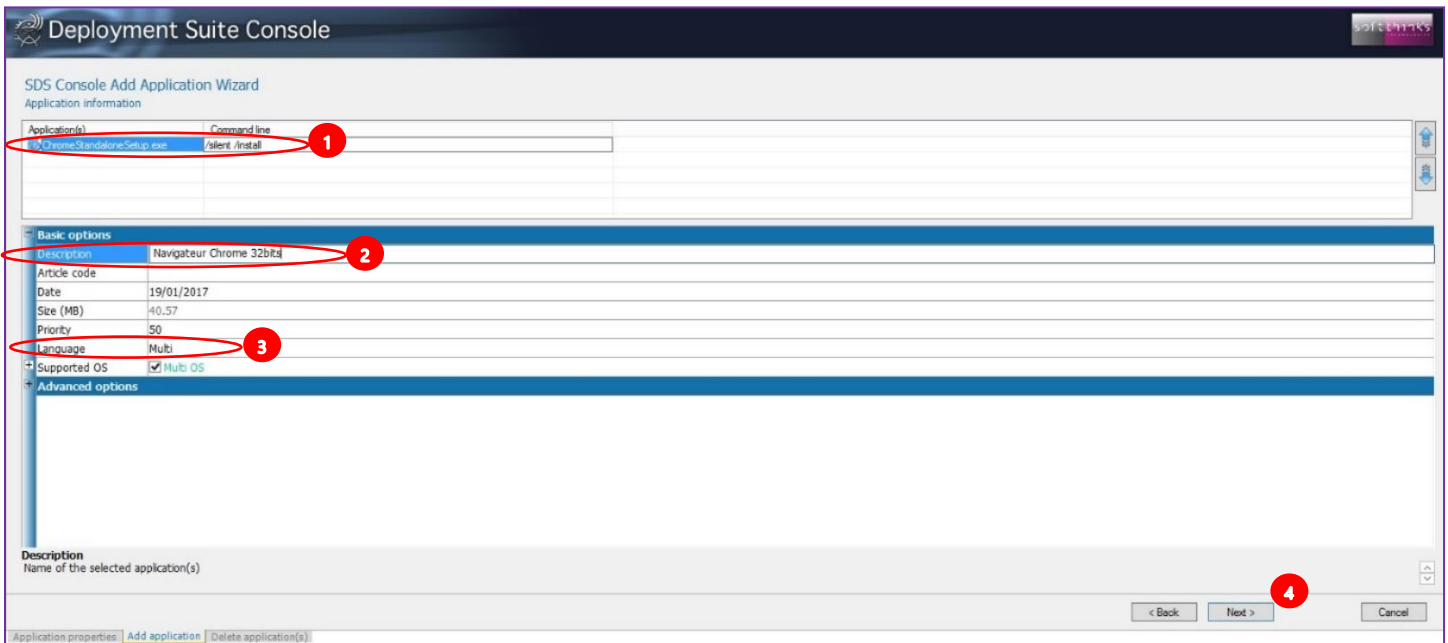 Deployment Suite Console
softthinks
SDS Console Add Application Wizard
Application information
Application(s) Command line
ChromeStandaloneSetup.exe /silent /install
1
Basic options
Description Navigateur Chrome 32bits
2
Article code
Date 19/01/2017
Size (MB) 40.57
Priority 50
Language Multi
3
Supported OS Multi OS
Advanced options
Description
Name of the selected application(s)
4
< Back Next > Cancel
Application properties Add application Delete application(s)